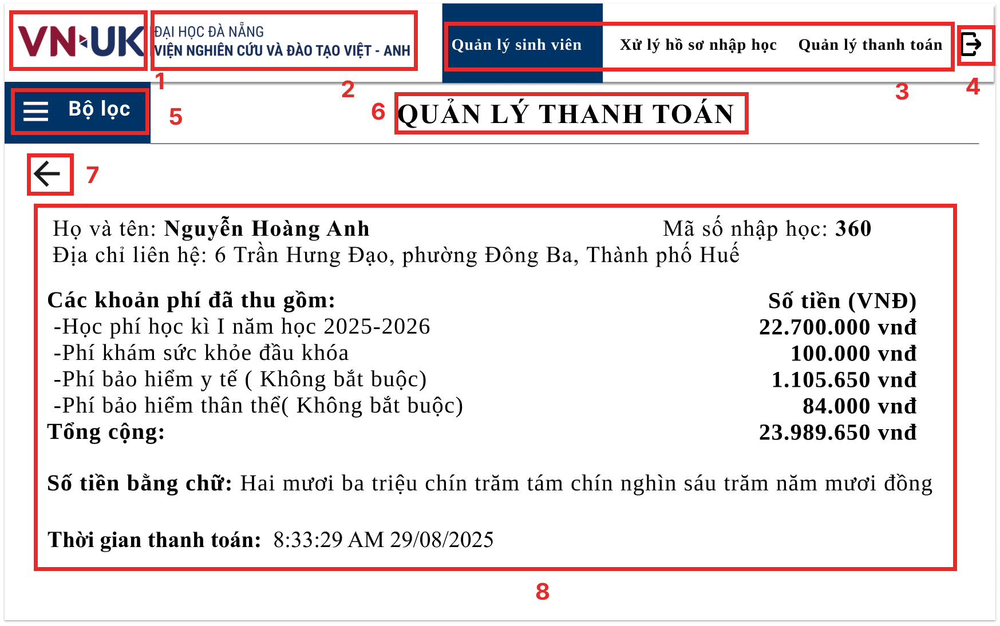 VN-UK
ĐẠI HỌC ĐÀ NẴNG
VIỆN NGHIÊN CỨU VÀ ĐÀO TẠO VIỆT - ANH
Quản lý sinh viên Xử lý hồ sơ nhập học Quản lý thanh toán
1
2
3
4
Bộ lọc
5
6
QUẢN LÝ THANH TOÁN
7
Họ và tên: Nguyễn Hoàng Anh Mã số nhập học: 360
Địa chỉ liên hệ: 6 Trần Hưng Đạo, phường Đông Ba, Thành phố Huế
Các khoản phí đã thu gồm: Số tiền (VNĐ)
-Học phí học kì I năm học 2025-2026 22.700.000 vnđ
-Phí khám sức khỏe đầu khóa 100.000 vnđ
-Phí bảo hiểm y tế ( Không bắt buộc) 1.105.650 vnđ
-Phí bảo hiểm thân thể( Không bắt buộc) 84.000 vnđ
Tổng cộng: 23.989.650 vnđ
Số tiền bằng chữ: Hai mươi ba triệu chín trăm tám chín nghìn sáu trăm năm mươi đồng
Thời gian thanh toán: 8:33:29 AM 29/08/2025
8